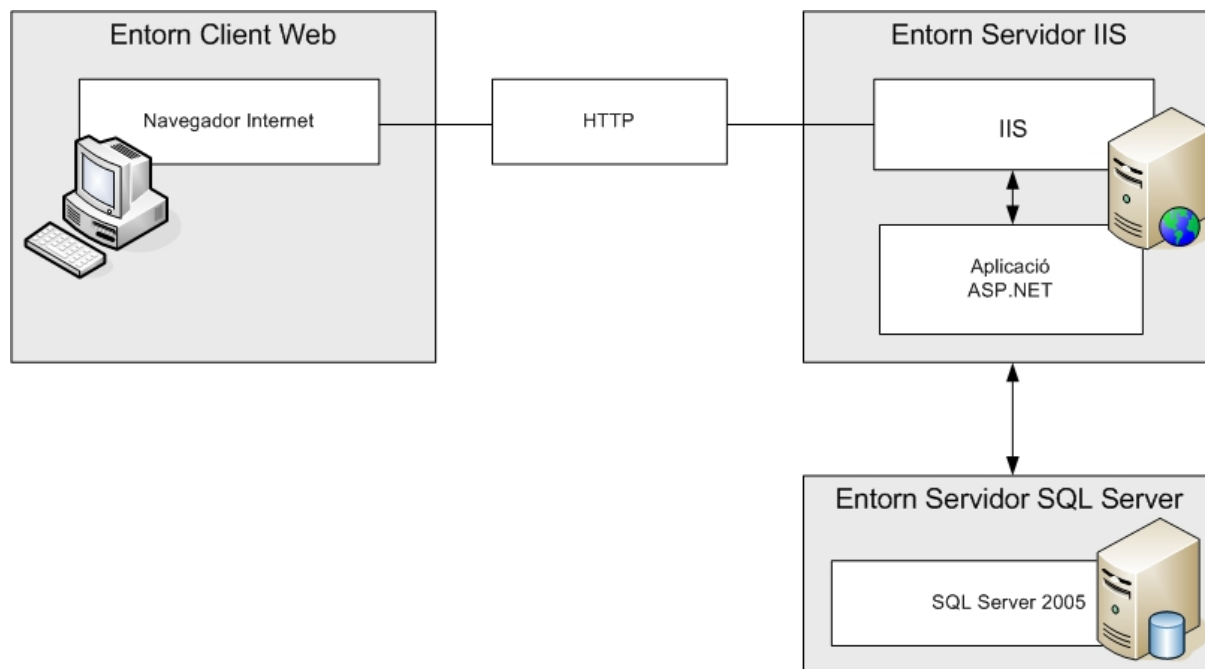 Entorn Client Web
Navegador Internet
HTTP
Entorn Servidor IIS
IIS
Aplicació
ASP.NET
Entorn Servidor SQL Server
SQL Server 2005